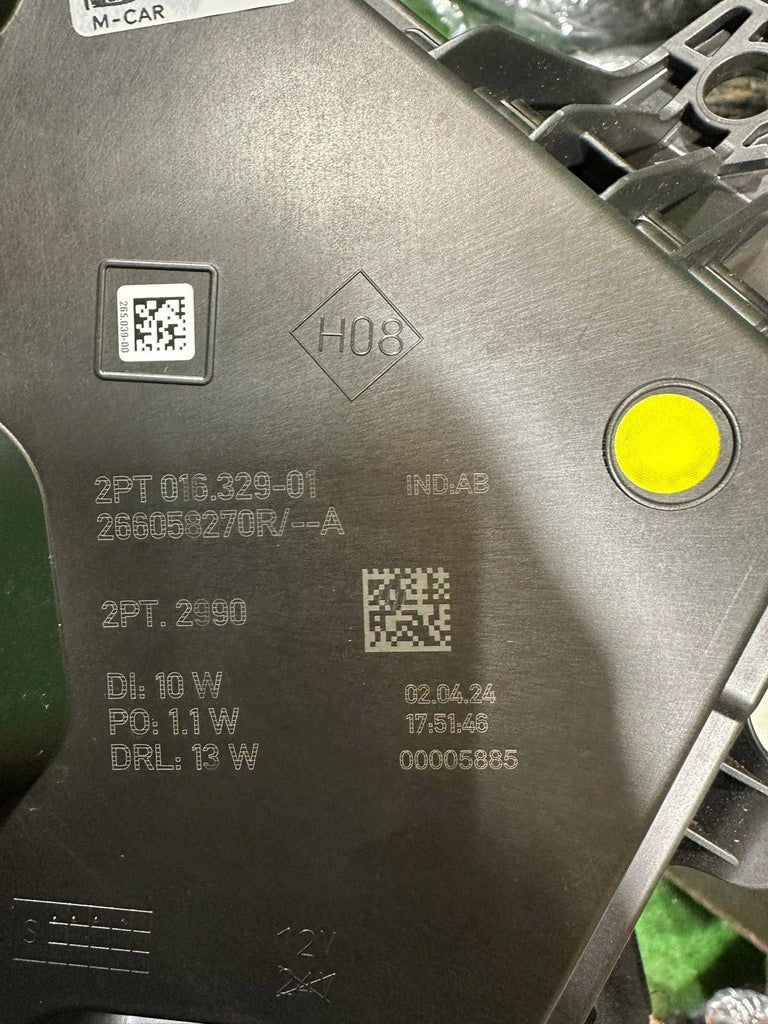 M-CAR
265.039-00
H08
2PT 016.329-01
IND:AB
266058270R/--A
2PT. 2990
DI: 10 W
PO: 1.1 W
DRL: 13 W
02.04.24
17:51:46
00005885
S
12V
24V